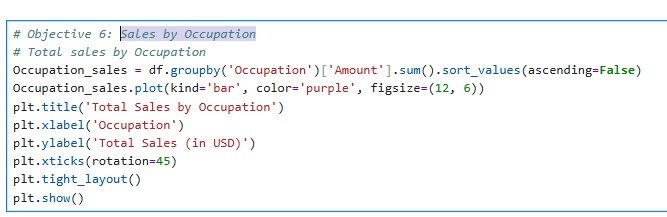 # Objective 6: Sales by Occupation
# Total sales by Occupation
Occupation_sales = df.groupby('Occupation')['Amount'].sum().sort_values(ascending=False)
Occupation_sales.plot(kind='bar', color='purple', figsize=(12, 6))
plt.title('Total Sales by Occupation')
plt.xlabel('Occupation')
plt.ylabel('Total Sales (in USD)')
plt.xticks(rotation=45)
plt.tight_layout()
plt.show()